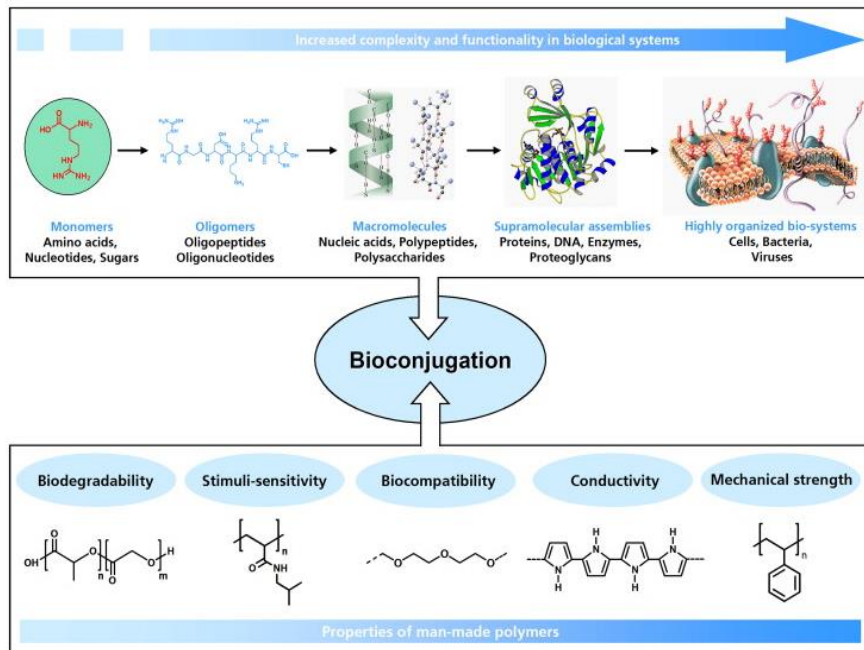 Increased complexity and functionality in biological systems
Monomers
Amino acids,
Nucleotides, Sugars
Oligomers
Oligopeptides
Oligonucleotides
Macromolecules
Nucleic acids, Polypeptides,
Polysaccharides
Supramolecular assemblies
Proteins, DNA, Enzymes,
Proteoglycans
Highly organized bio-systems
Cells, Bacteria,
Viruses
Bioconjugation
Biodegradability
Stimuli-sensitivity
Biocompatibility
Conductivity
Mechanical strength
Properties of man-made polymers